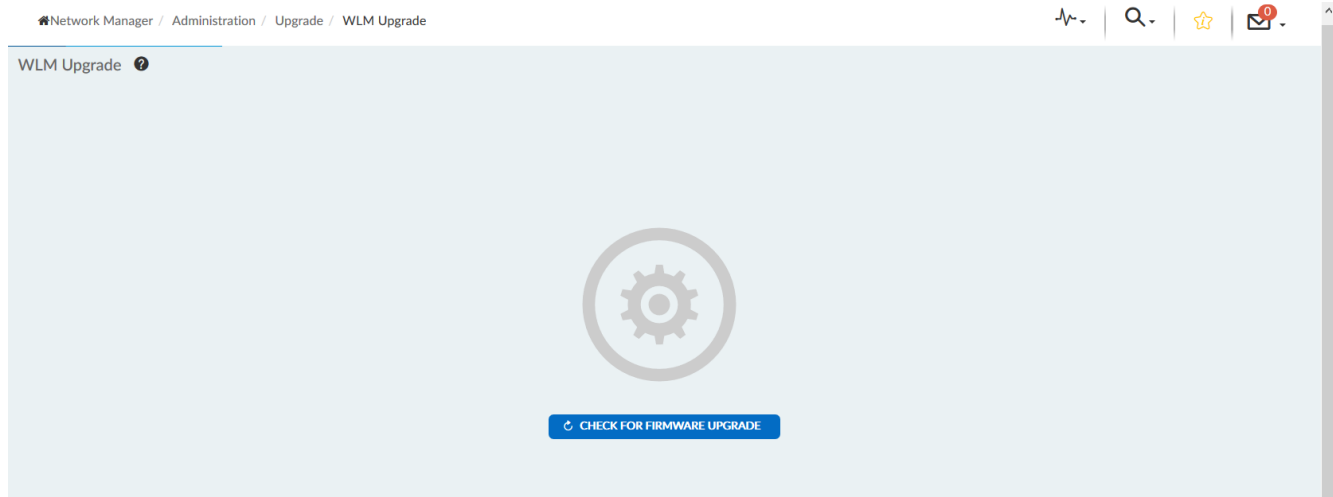 Network Manager / Administration / Upgrade / WLM Upgrade
0
WLM Upgrade ?
CHECK FOR FIRMWARE UPGRADE